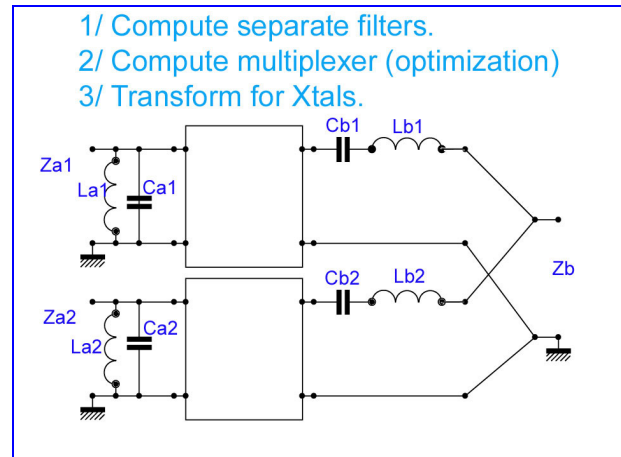 1/ Compute separate filters.
2/ Compute multiplexer (optimization)
3/ Transform for Xtals.
Cb1 Lb1
Za1
La1 Ca1
Cb2 Lb2 Zb
Za2
La2 Ca2